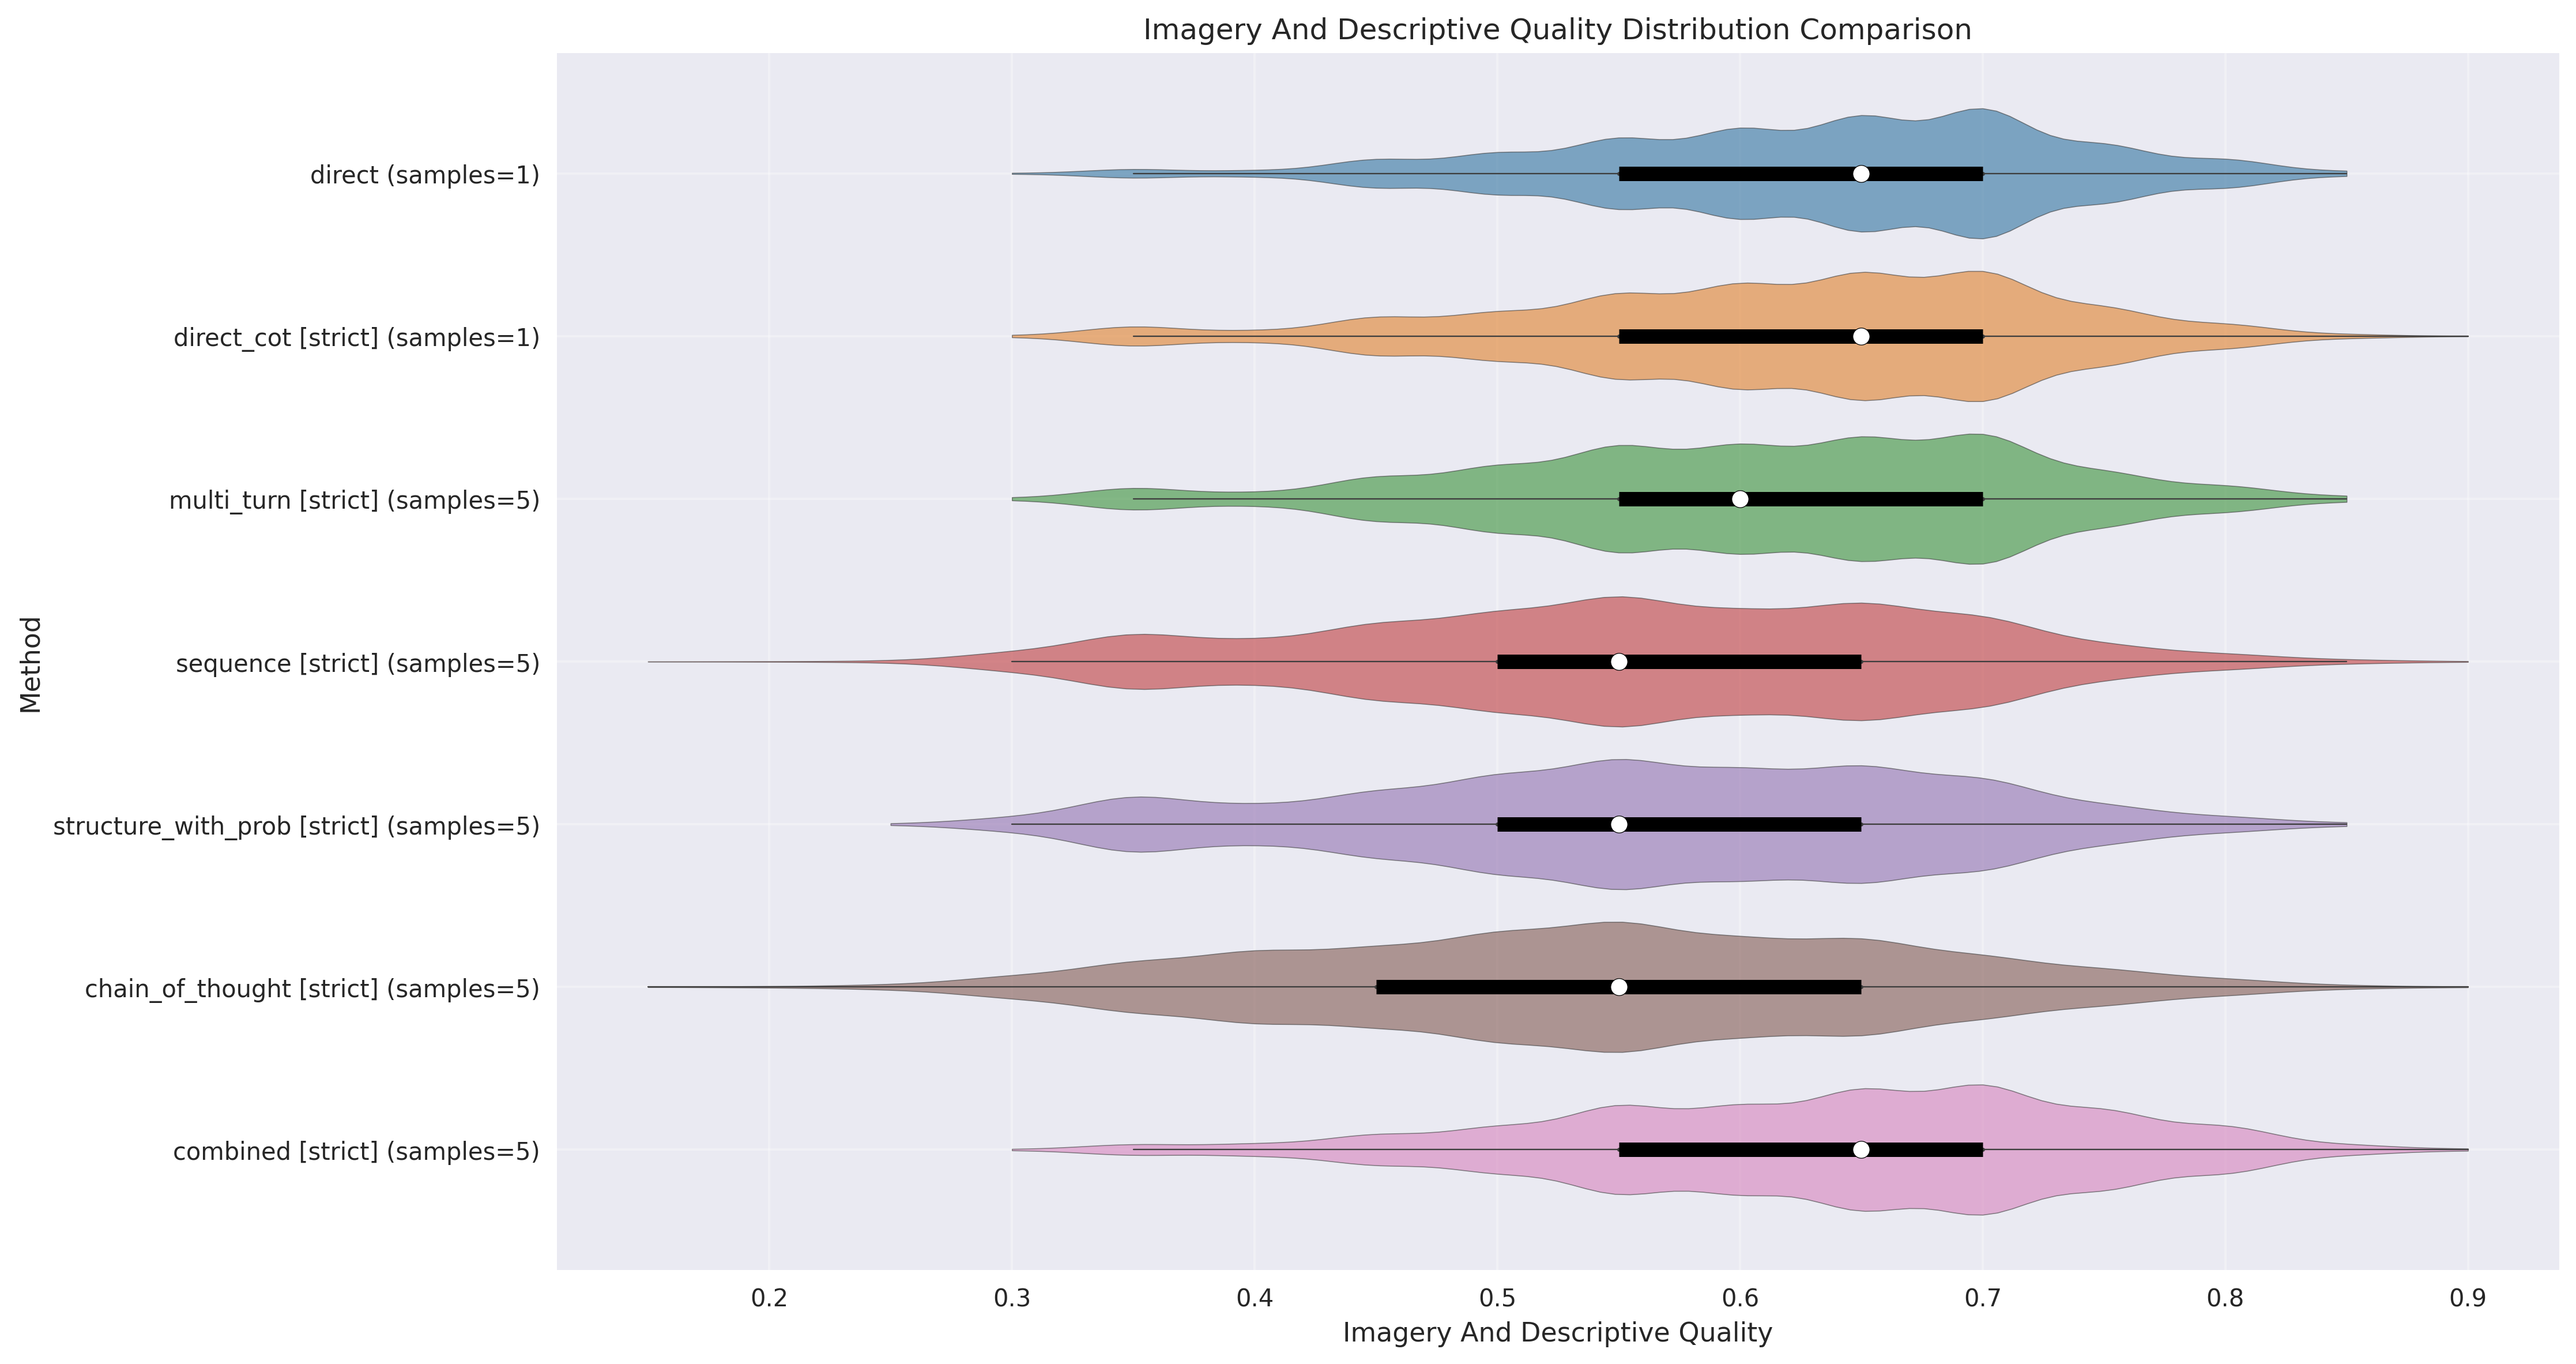 Imagery And Descriptive Quality Distribution Comparison
direct (samples=1)
direct_cot [strict] (samples=1)
multi_turn [strict] (samples=5)
sequence [strict] (samples=5)
structure_with_prob [strict] (samples=5)
chain_of_thought [strict] (samples=5)
combined [strict] (samples=5)
Method
0.2 0.3 0.4 0.5 0.6 0.7 0.8 0.9
Imagery And Descriptive Quality